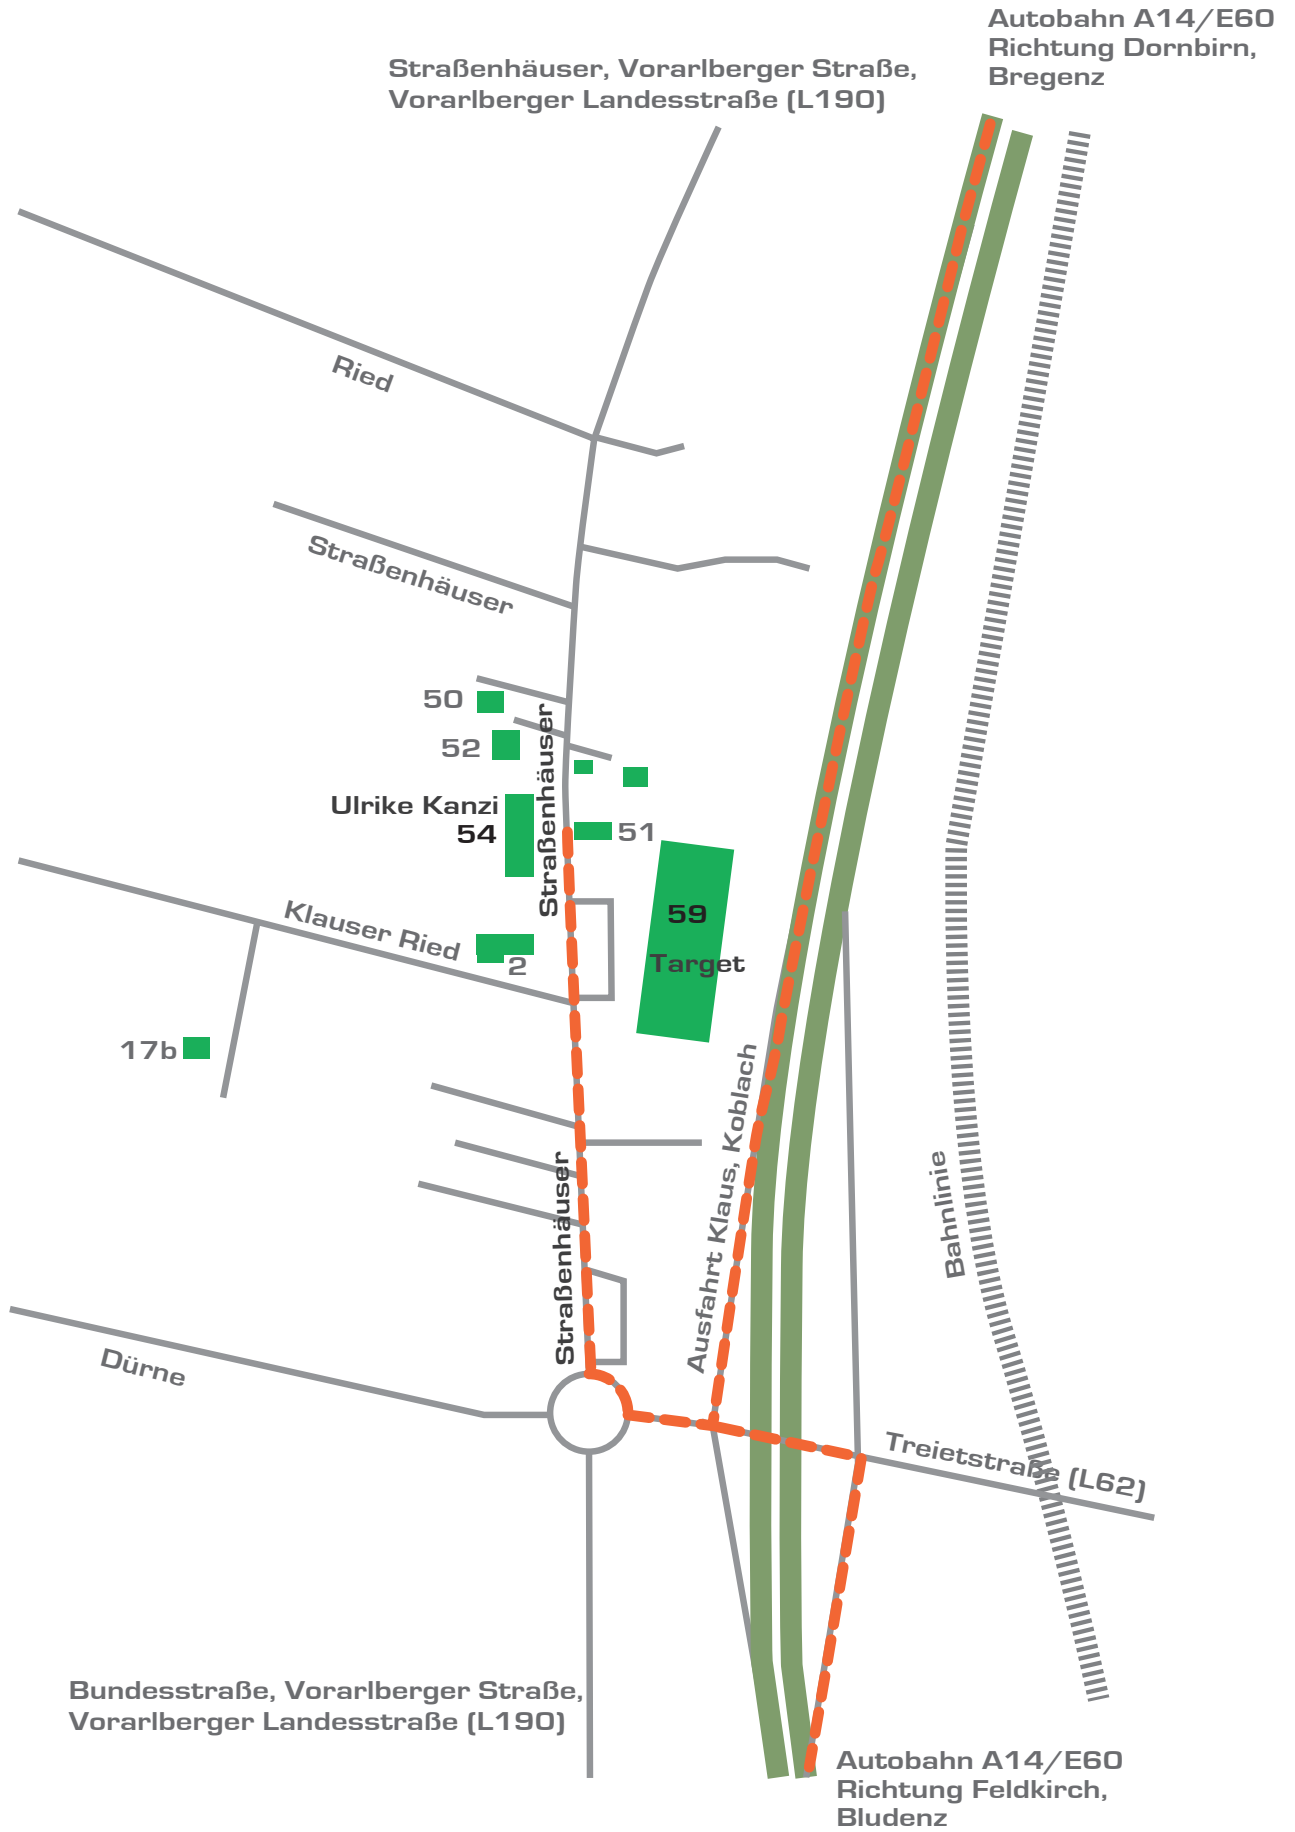 Autobahn A14/E60
Richtung Dornbirn,
Bregenz
Straßenhäuser, Vorarlberger Straße,
Vorarlberger Landesstraße (L190)
Ried
Straßenhäuser
50
52
Straßenhäuser
Ulrike Kanzi
54
51
59
Target
Klauser Ried
2
17b
Ausfahrt Klaus, Koblach
Straßenhäuser
Bahnlinie
Dürne
Treietstraße (L62)
Bundesstraße, Vorarlberger Straße,
Vorarlberger Landesstraße (L190)
Autobahn A14/E60
Richtung Feldkirch,
Bludenz